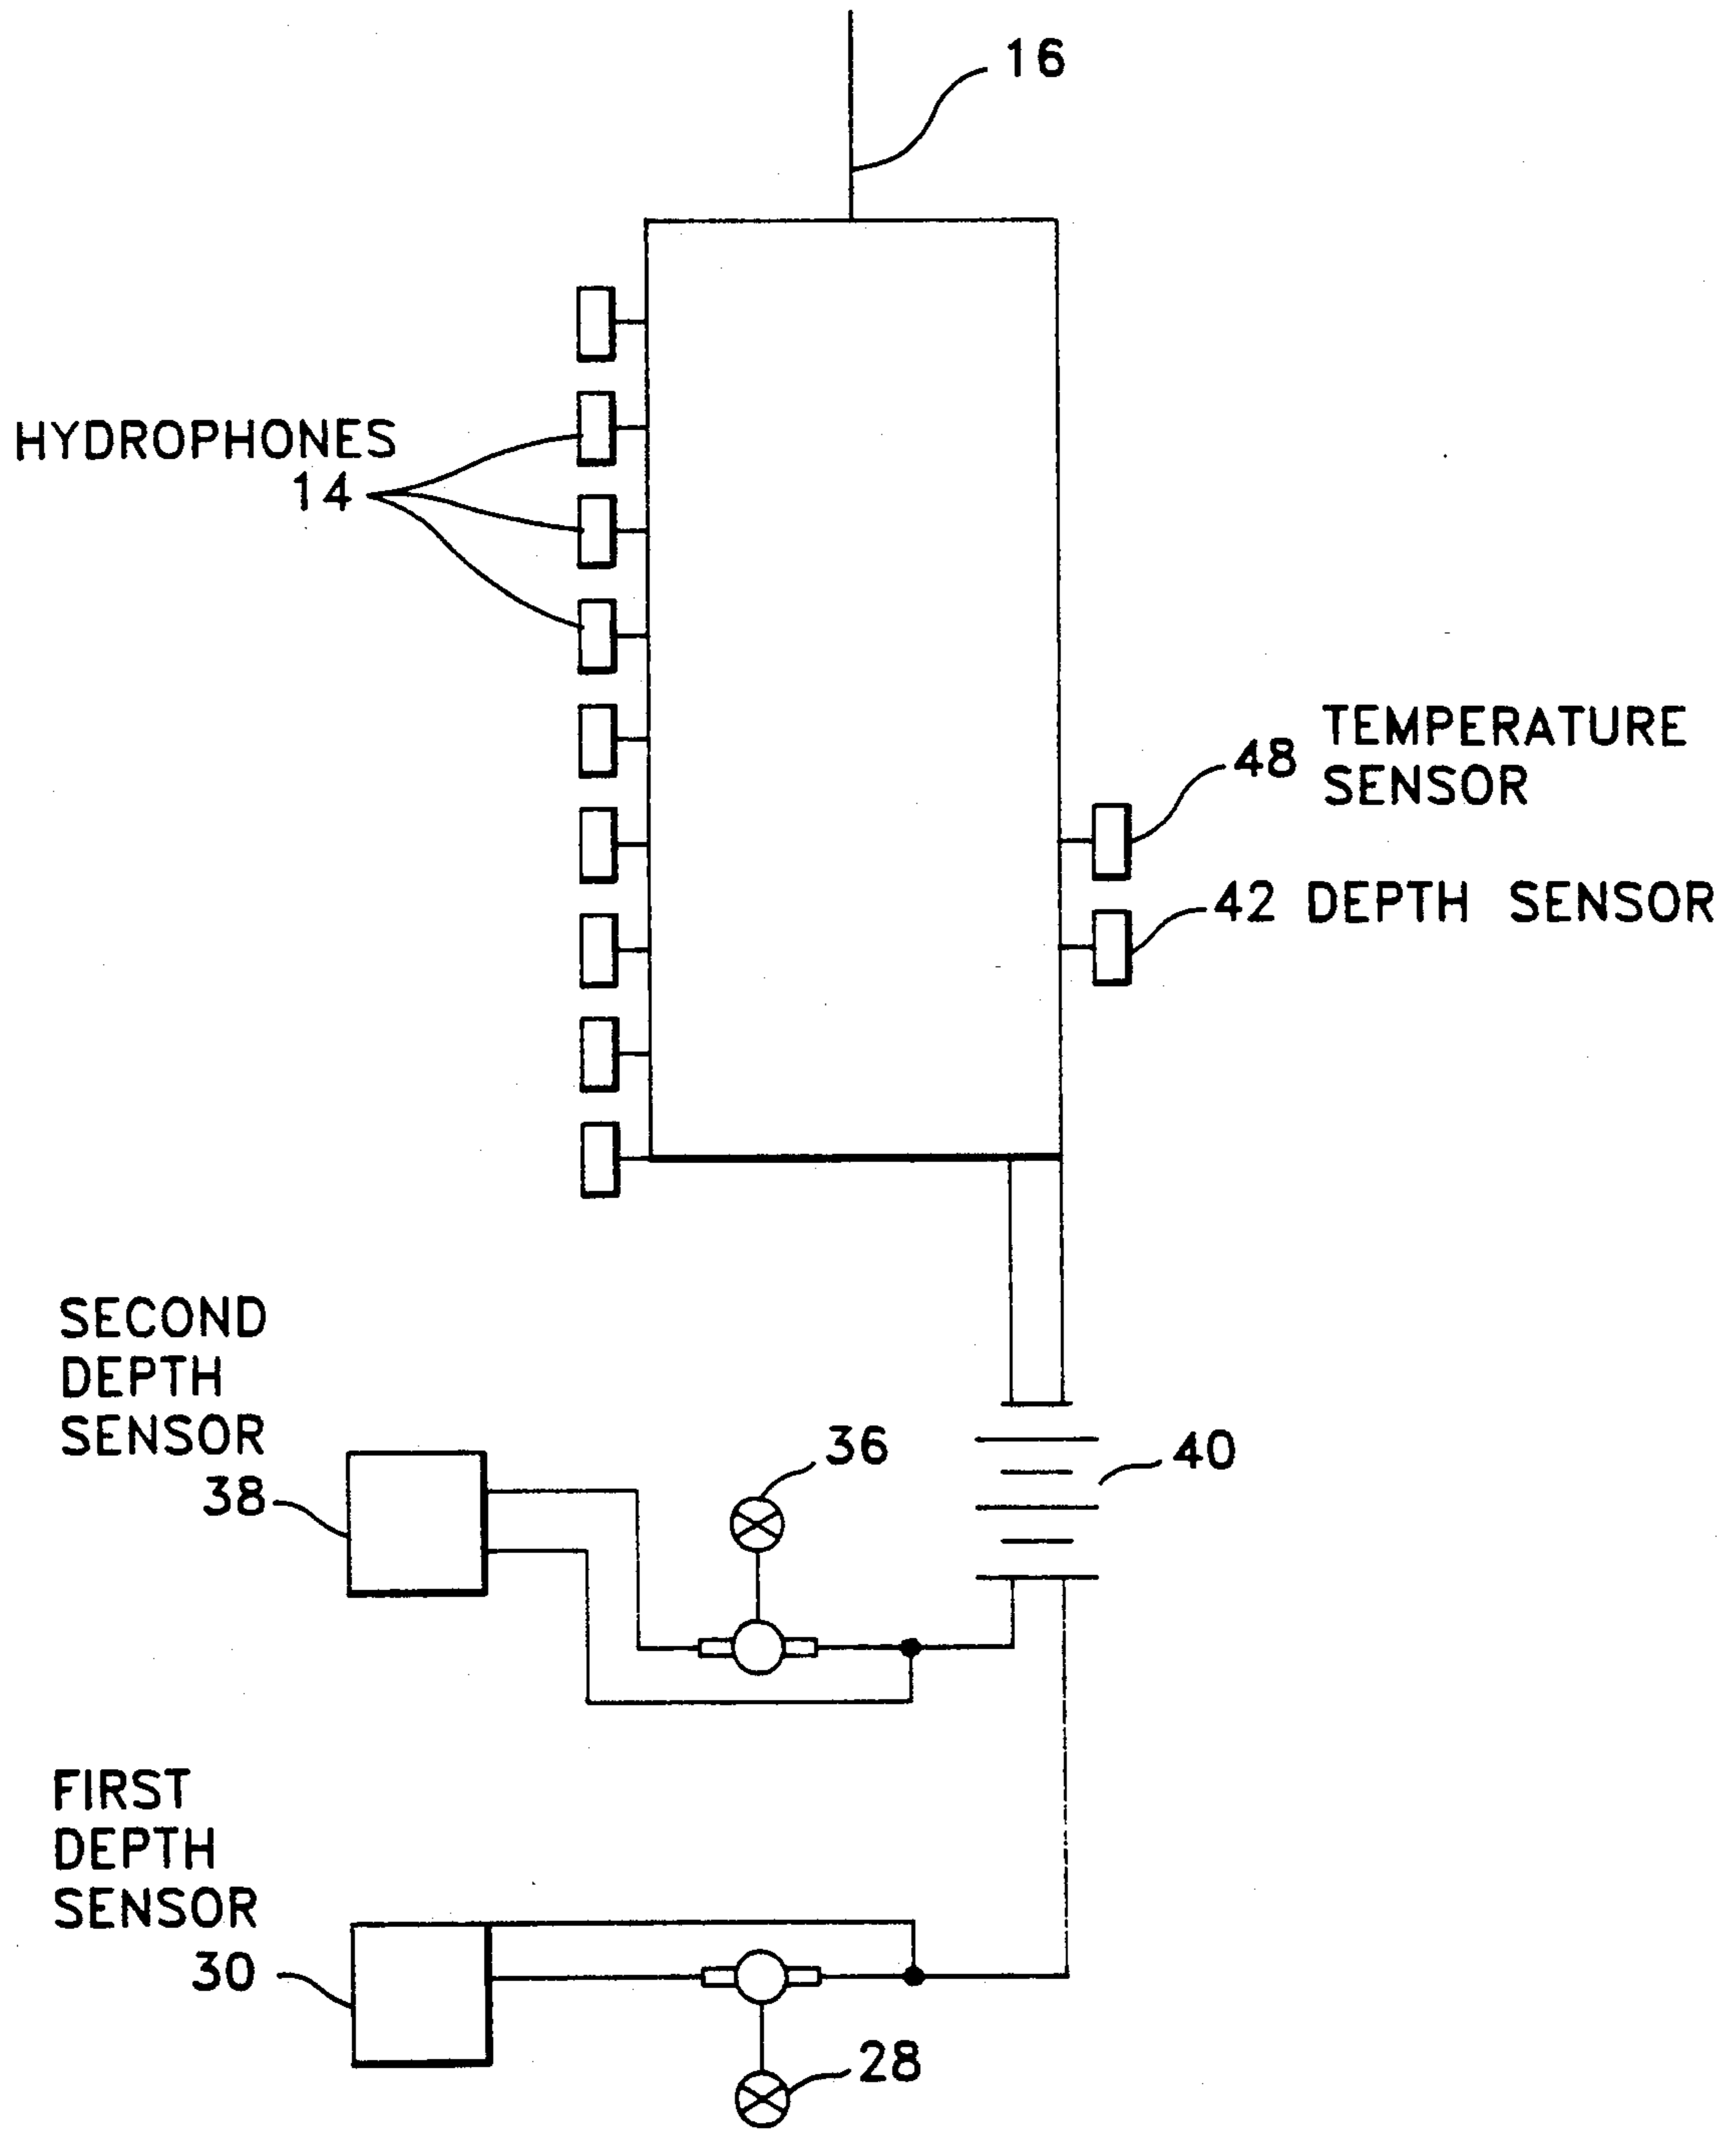 16
HYDROPHONES
14
TEMPERATURE
48 SENSOR
42 DEPTH SENSOR
SECOND
DEPTH
SENSOR
38
36
40
FIRST
DEPTH
SENSOR
30
28